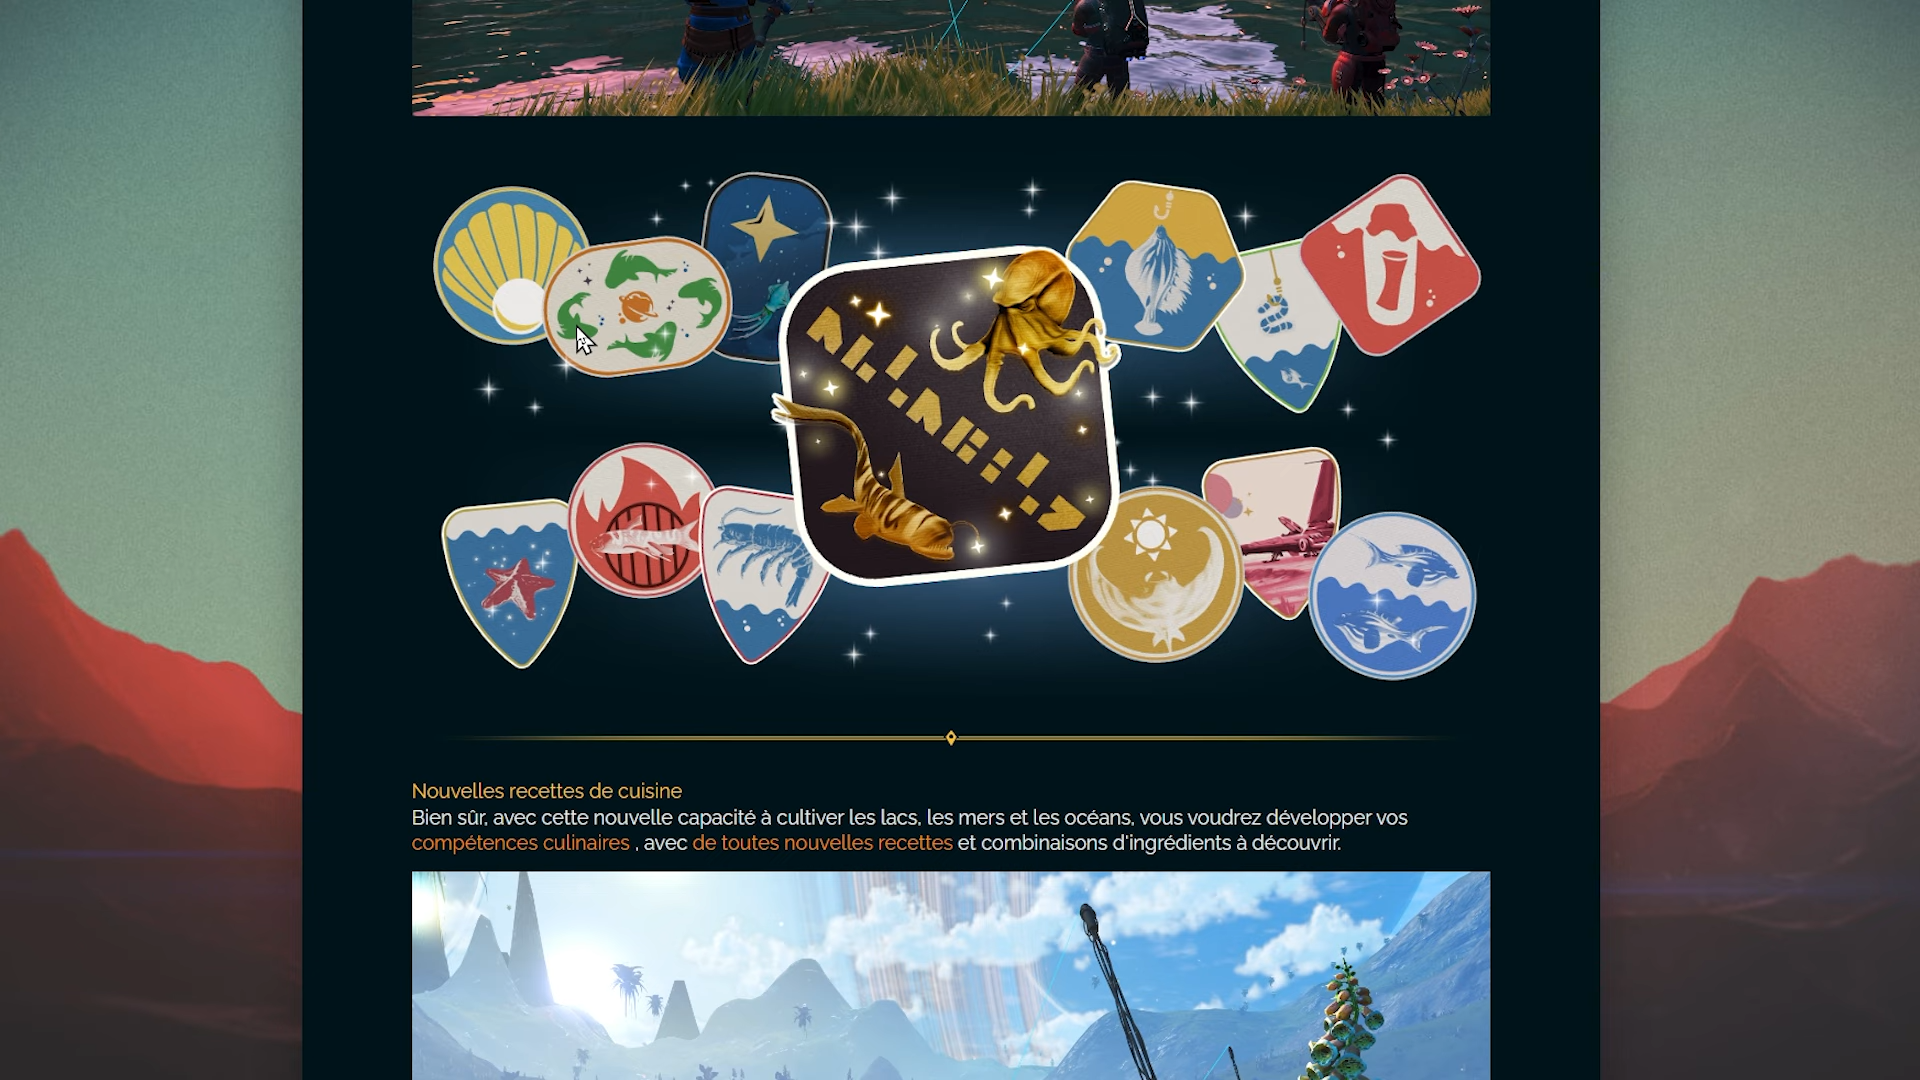 Nouvelles recettes de cuisine
Bien sûr, avec cette nouvelle capacité à cultiver les lacs, les mers et les océans, vous voudrez développer vos
compétences culinaires , avec de toutes nouvelles recettes et combinaisons d'ingrédients à découvrir.